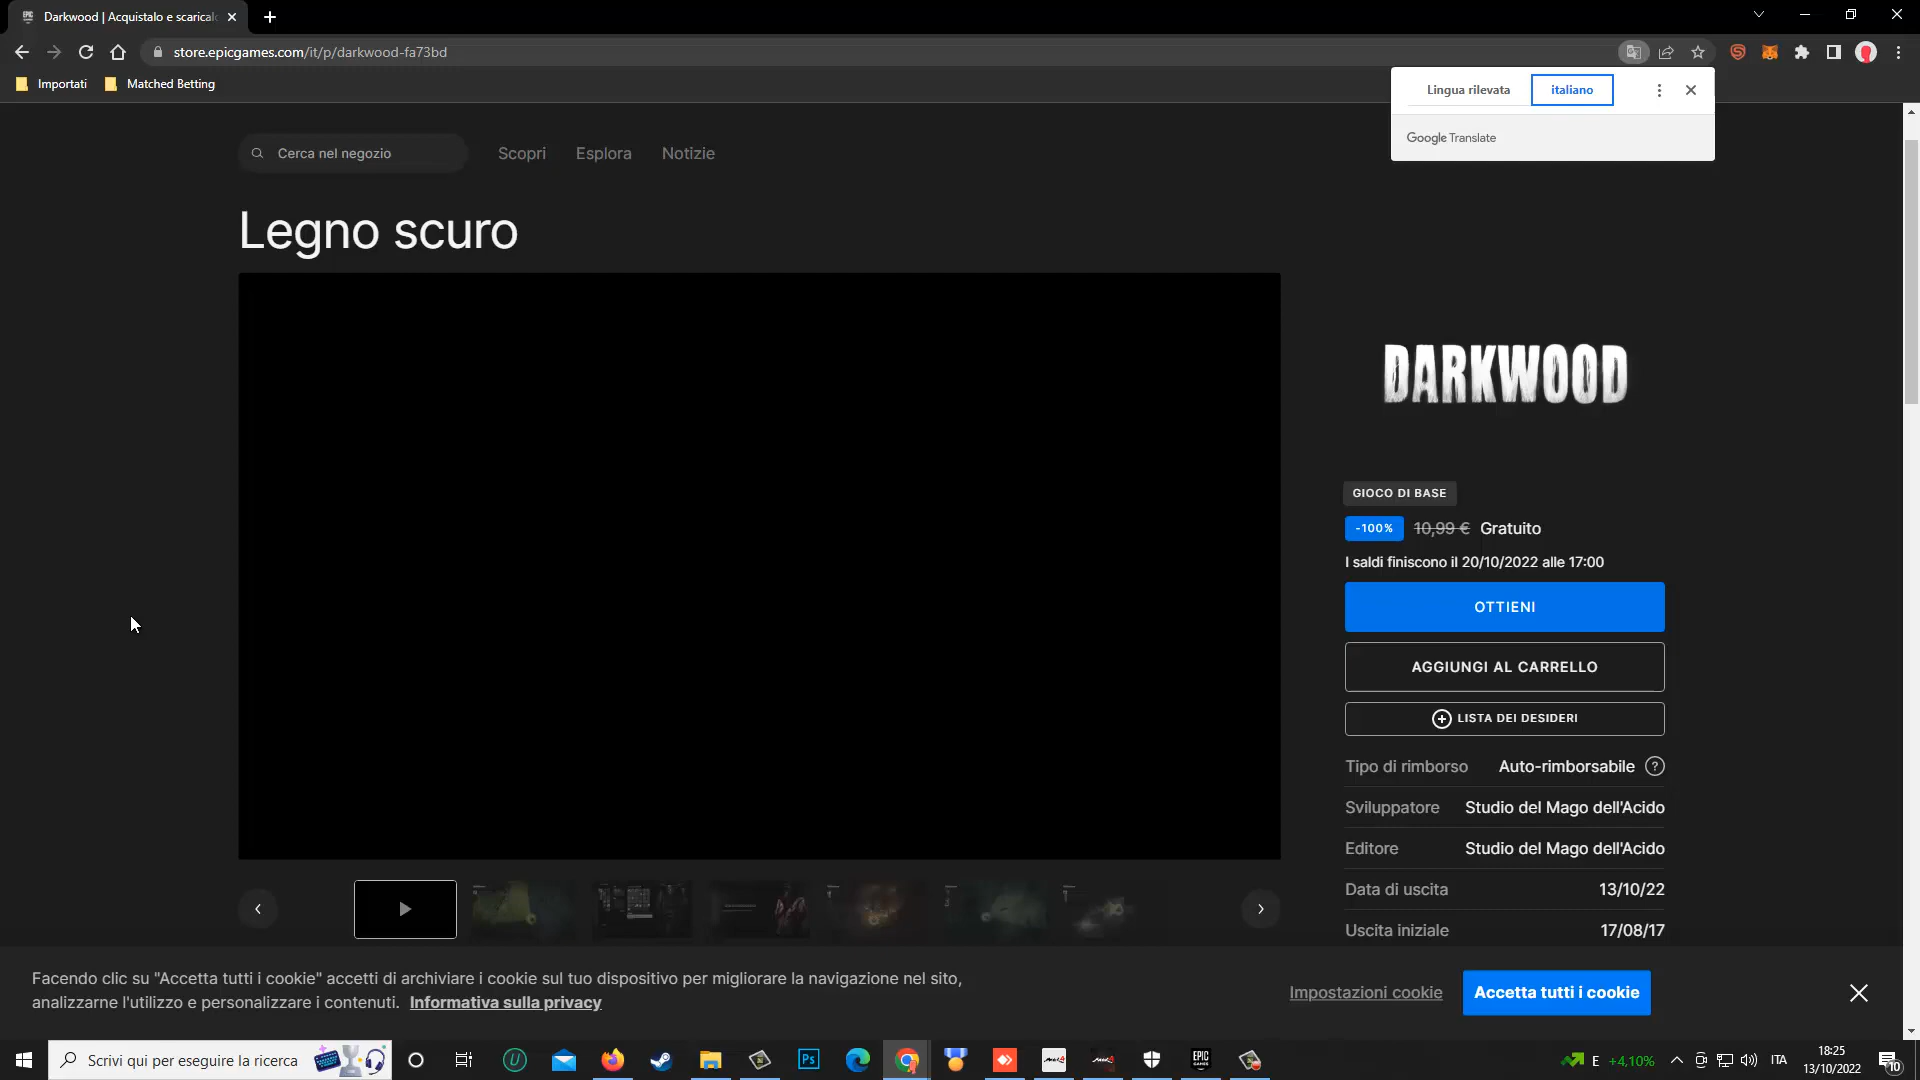 Darkwood | Acquistalo e scaricalo
store.epicgames.com/it/p/darkwood-fa73bd
Importati
Matched Betting
Lingua rilevata
italiano
Google Translate
Cerca nel negozio
Scopri
Esplora
Notizie
Legno scuro
DARKWOOD
GIOCO DI BASE
-100% 10,99 € Gratuito
I saldi finiscono il 20/10/2022 alle 17:00
OTTIENI
AGGIUNGI AL CARRELLO
LISTA DEI DESIDERI
Tipo di rimborso Auto-rimborsabile ?
Sviluppatore Studio del Mago dell'Acido
Editore Studio del Mago dell'Acido
Data di uscita 13/10/22
Uscita iniziale 17/08/17
Facendo clic su "Accetta tutti i cookie" accetti di archiviare i cookie sul tuo dispositivo per migliorare la navigazione nel sito,
analizzarne l'utilizzo e personalizzare i contenuti. Informativa sulla privacy
Impostazioni cookie
Accetta tutti i cookie
Scrivi qui per eseguire la ricerca
Ps
EPIC
GAMES
E +4,10%
ITA
18:25
13/10/2022
10